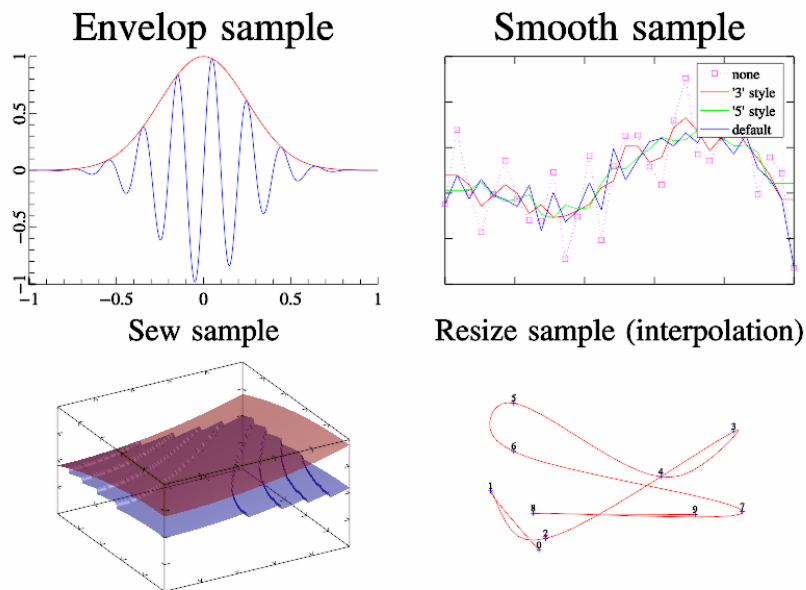 Envelop sample
1
0.5
0
−0.5
−1
−1
−0.5
0
0.5
1
Smooth sample
none
'3' style
'5' style
default
Sew sample
Resize sample (interpolation)
5
3
6
4
1
8
9
7
2
0